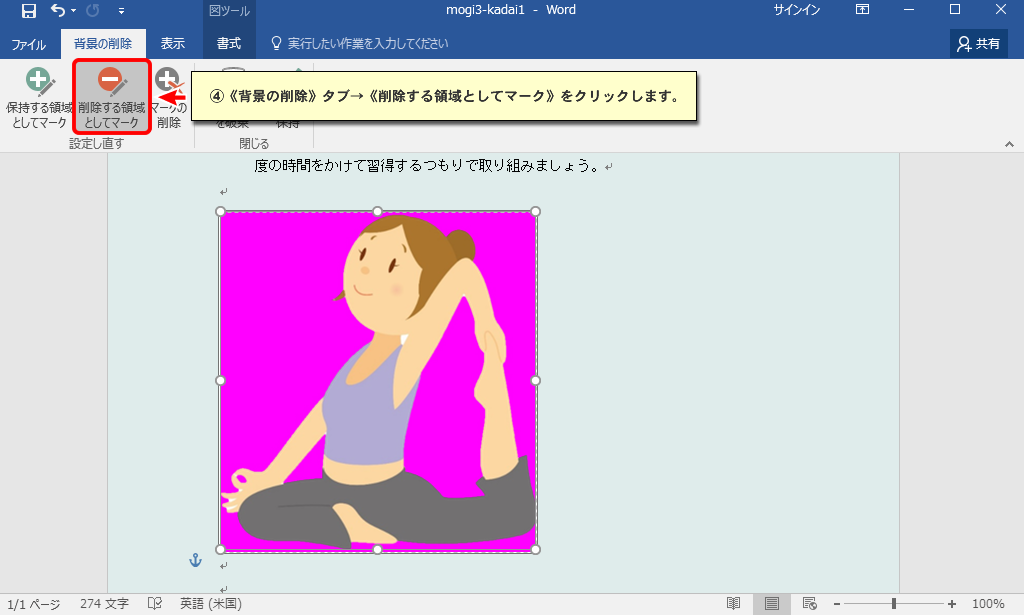 図ツール
mogi3-kadai1 - Word
サインイン
ファイル
背景の削除
表示
書式
実行したい作業を入力してください
共有
保持する領域
としてマーク
削除する領域
としてマーク
マークの
削除
④《背景の削除》タブ→《削除する領域としてマーク》をクリックします。
設定し直す
閉じる
度の時間をかけて習得するつもりで取り組みましょう。
1/1 ページ
274 文字
英語 (米国)
100%